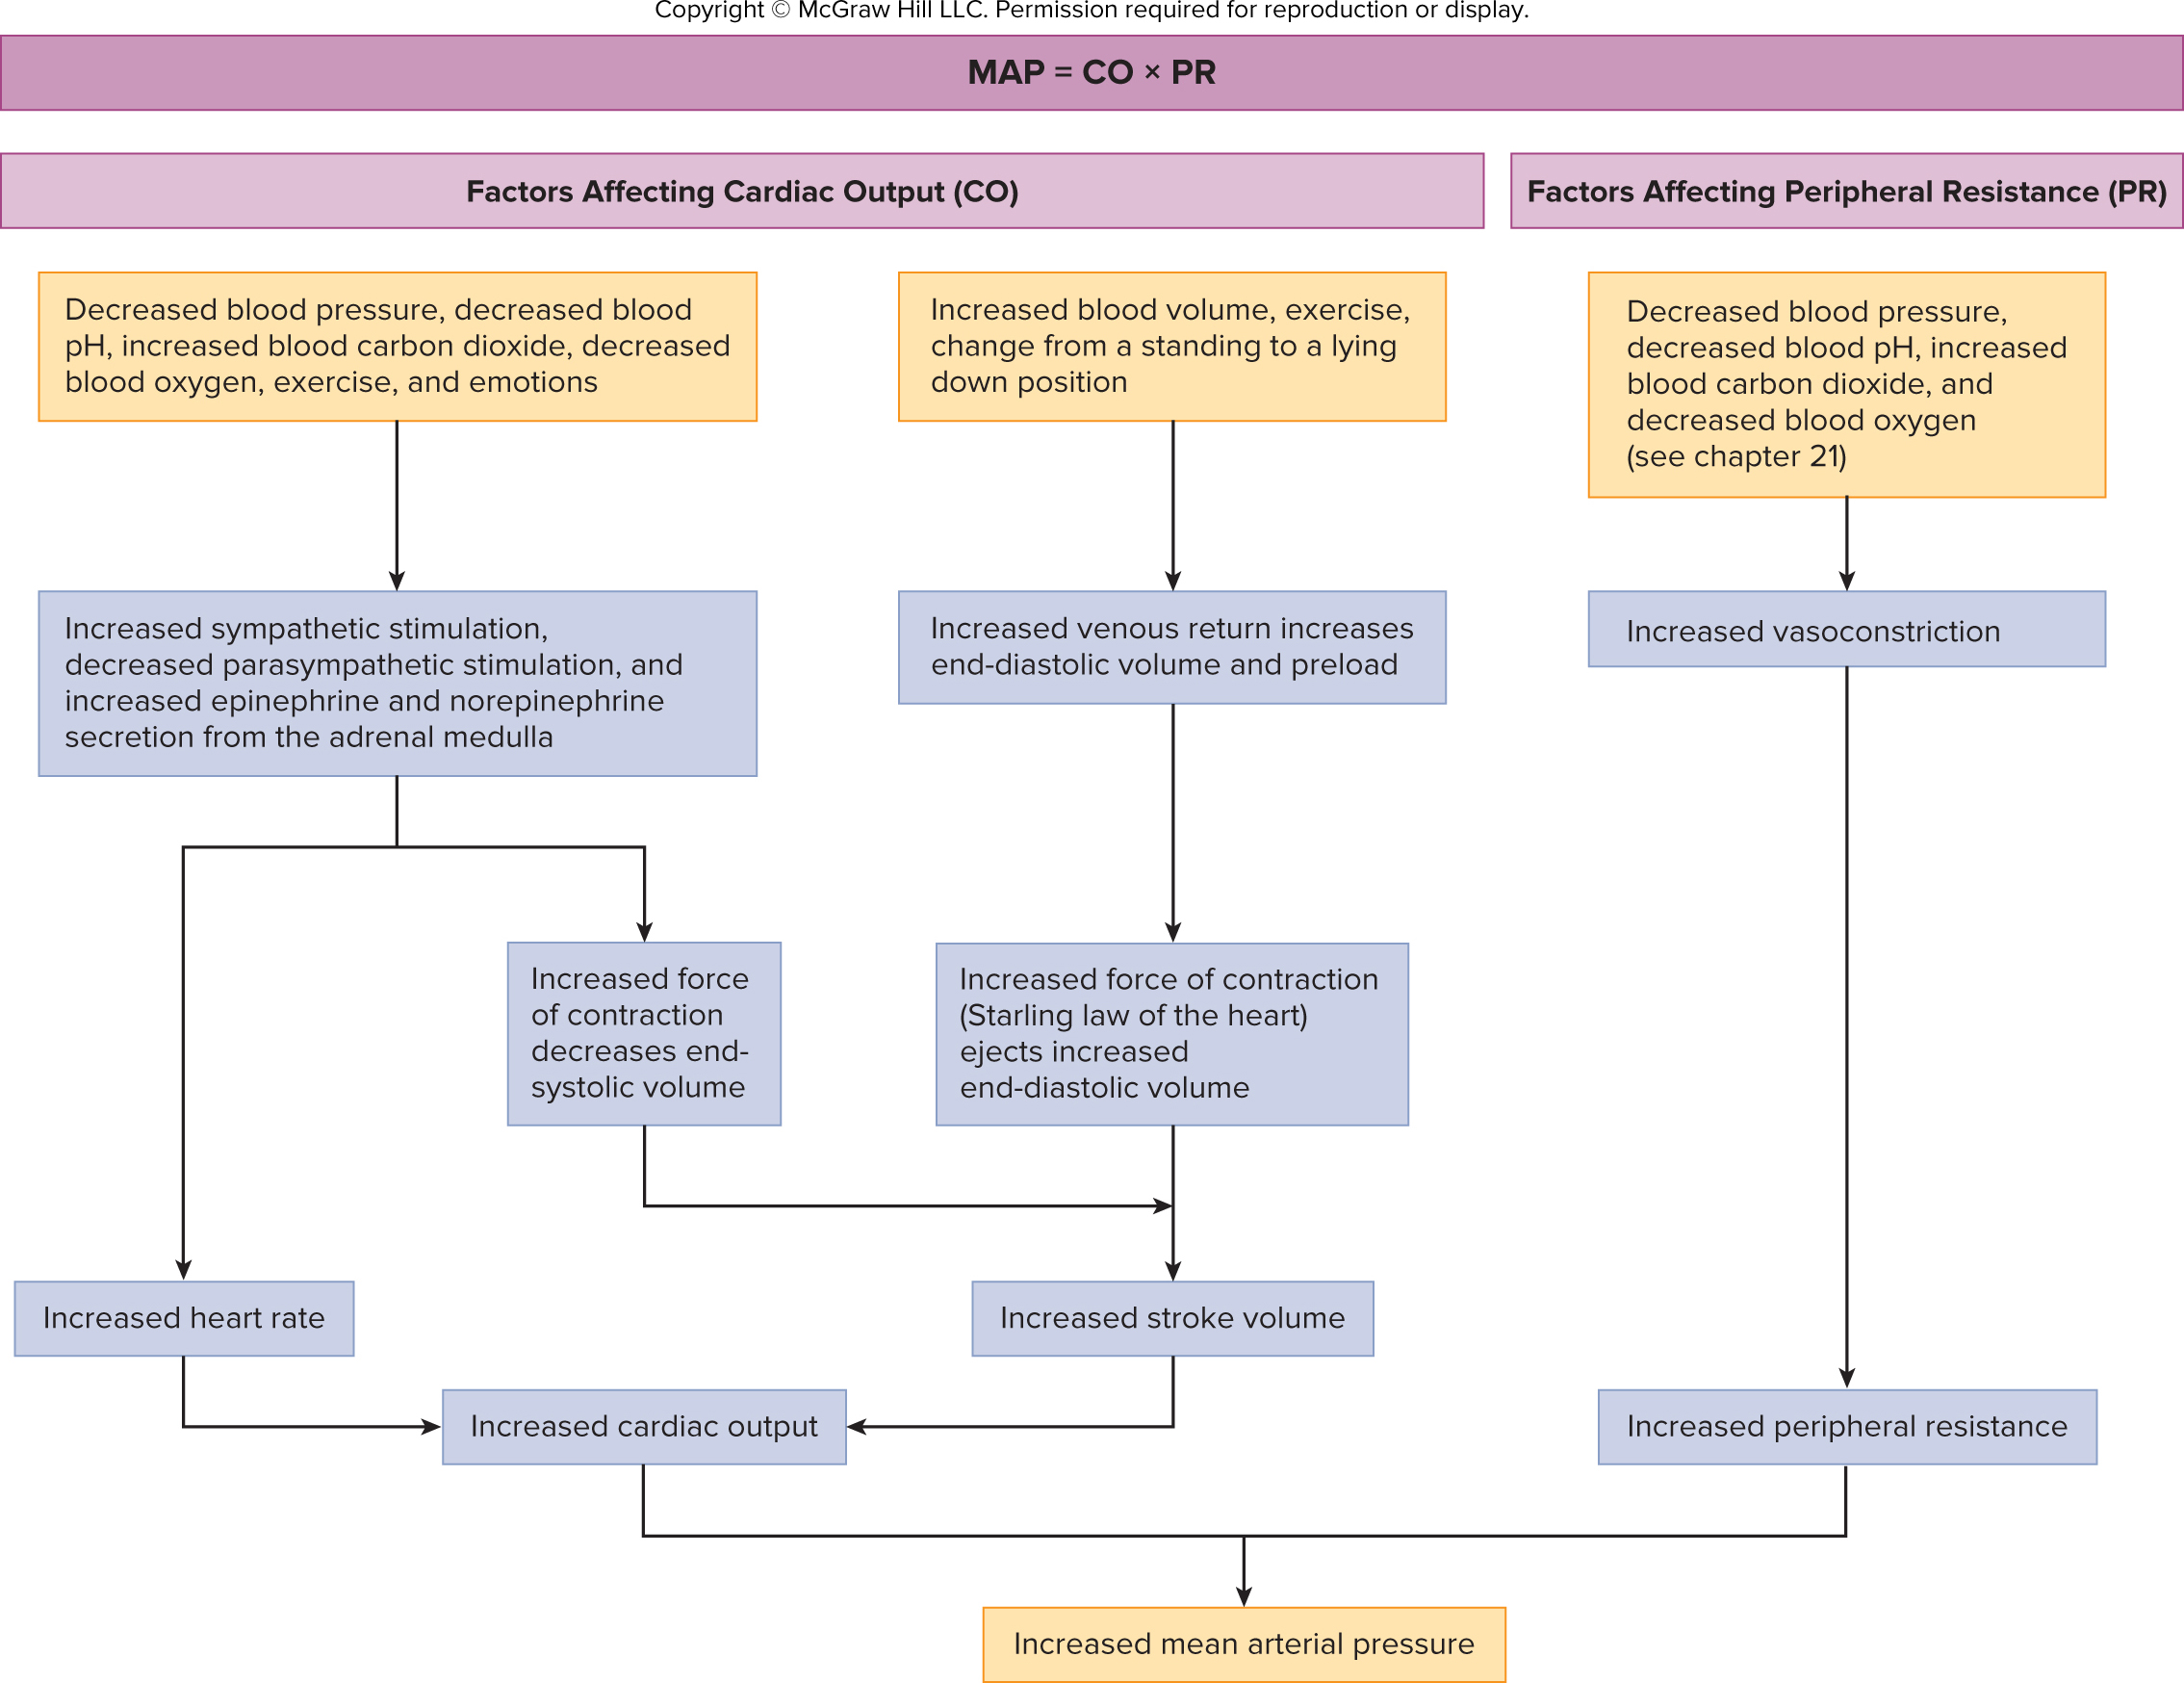 Copyright © McGraw Hill LLC. Permission required for reproduction or display.
MAP = CO × PR
Factors Affecting Cardiac Output (CO)
Factors Affecting Peripheral Resistance (PR)
Decreased blood pressure, decreased blood
pH, increased blood carbon dioxide, decreased
blood oxygen, exercise, and emotions
Increased blood volume, exercise,
change from a standing to a lying
down position
Decreased blood pressure,
decreased blood pH, increased
blood carbon dioxide, and
decreased blood oxygen
(see chapter 21)
Increased sympathetic stimulation,
decreased parasympathetic stimulation, and
increased epinephrine and norepinephrine
secretion from the adrenal medulla
Increased venous return increases
end-diastolic volume and preload
Increased vasoconstriction
Increased force
of contraction
decreases end-
systolic volume
Increased force of contraction
(Starling law of the heart)
ejects increased
end-diastolic volume
Increased heart rate
Increased stroke volume
Increased cardiac output
Increased peripheral resistance
Increased mean arterial pressure